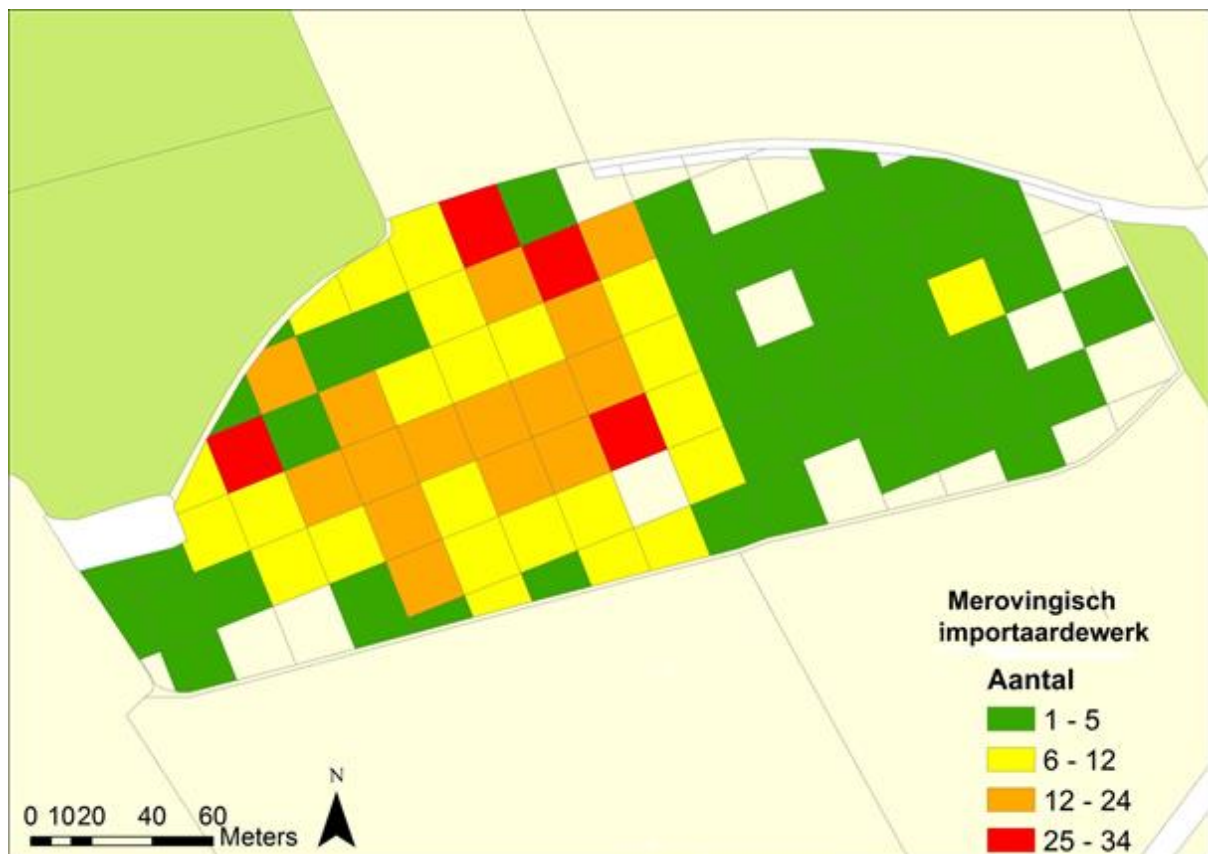 Merovingisch
importaardewerk
Aantal
1 - 5
6 - 12
12 - 24
25 - 34
N
0 1020 40 60
Meters